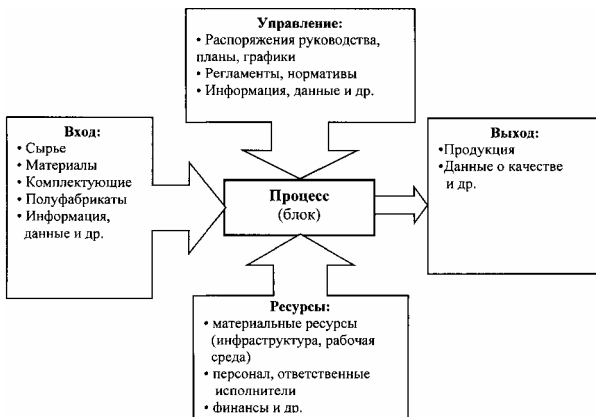 Управление:
• Распоряжения руководства,
планы, графики
• Регламенты, нормативы
• Информация, данные и др.
Вход:
• Сырье
• Материалы
• Комплектующие
• Полуфабрикаты
• Информация,
данные и др.
Процесс
(блок)
Выход:
•Продукция
•Данные о качестве
и др.
Ресурсы:
• материальные ресурсы
(инфраструктура, рабочая
среда)
• персонал, ответственные
исполнители
• финансы и др.